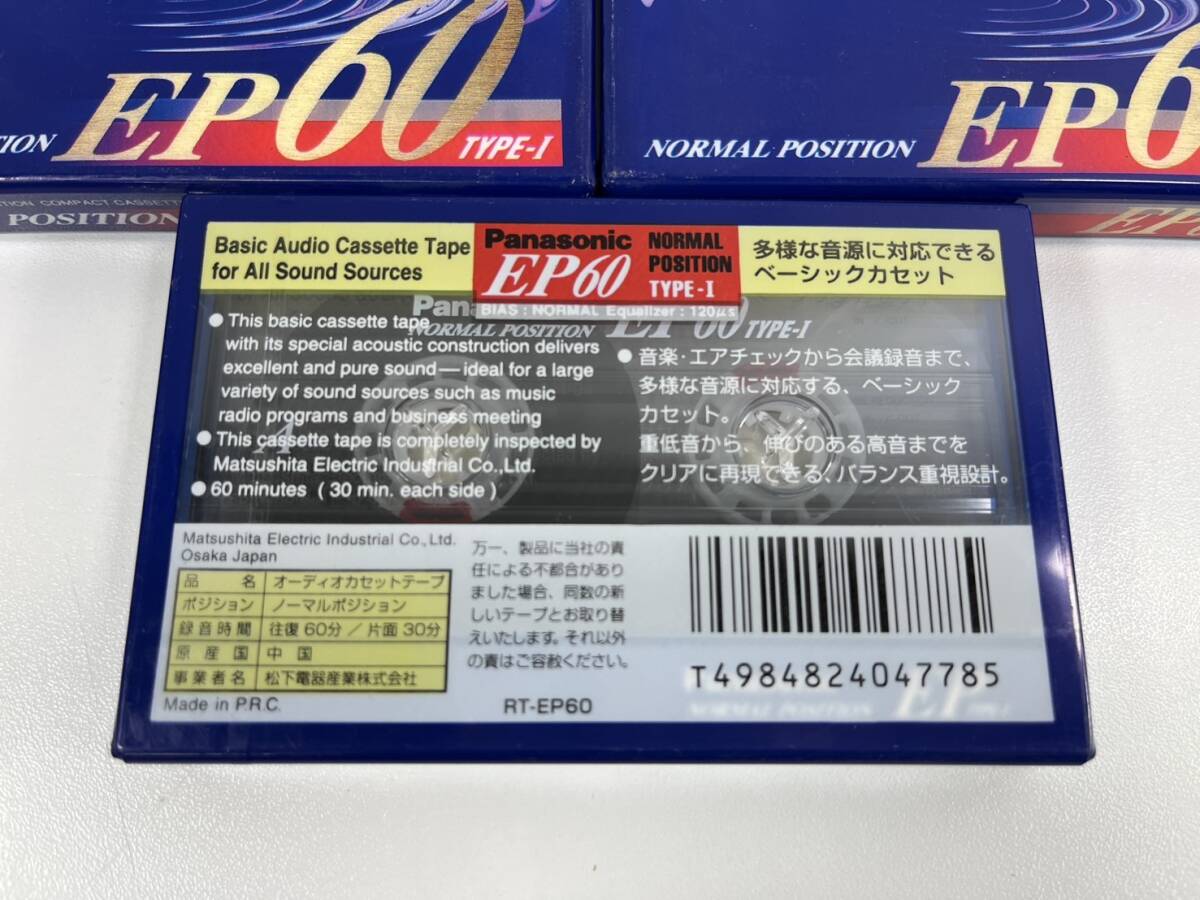 EP60
TYPE-I
NORMAL POSITION
EP6
POSITION
Basic Audio Cassette Tape
for All Sound Sources
Panasonic
EP60
NORMAL
POSITION
TYPE-I
BIAS : NORMAL Equalizer : 120μs
多様な音源に対応できる
ベーシックカセット
NORMAL POSITION
60 TYPE-I
● This basic cassette tape
with its special acoustic construction delivers
excellent and pure sound—ideal for a large
variety of sound sources such as music
radio programs and business meeting
● This cassette tape is completely inspected by
Matsushita Electric Industrial Co.,Ltd.
● 60 minutes ( 30 min. each side )
A
● 音楽・エアチェックから会議録音まで、
多様な音源に対応する、ベーシック
カセット。
重低音から、伸びのある高音までを
クリアに再現できる、バランス重視設計。
Matsushita Electric Industrial Co., Ltd.
Osaka Japan
品名 オーディオカセットテープ
ポジション ノーマルポジション
録音時間 往復60分/片面30分
原産国 中国
事業者名 松下電器産業株式会社
Made in P.R.C.
万一、製品に当社の責
任による不都合があり
ました場合、同数の新
しいテープとお取り替
えいたします。それ以外
の責はご容赦ください。
RT-EP60
T4984824047785